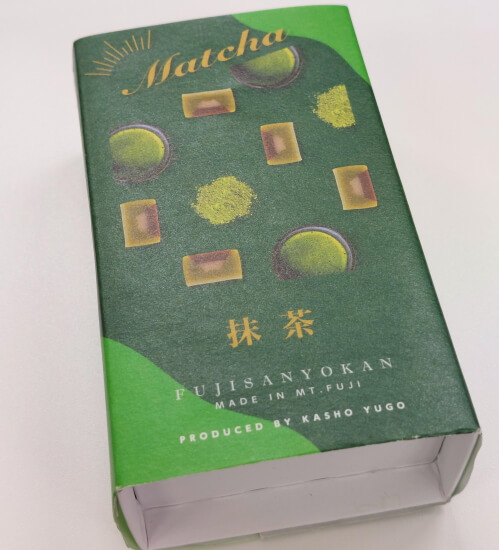 Matcha
抹茶
FUJISANYOKAN
MADE IN MT.FUJI
PRODUCED BY KASHO YUGO